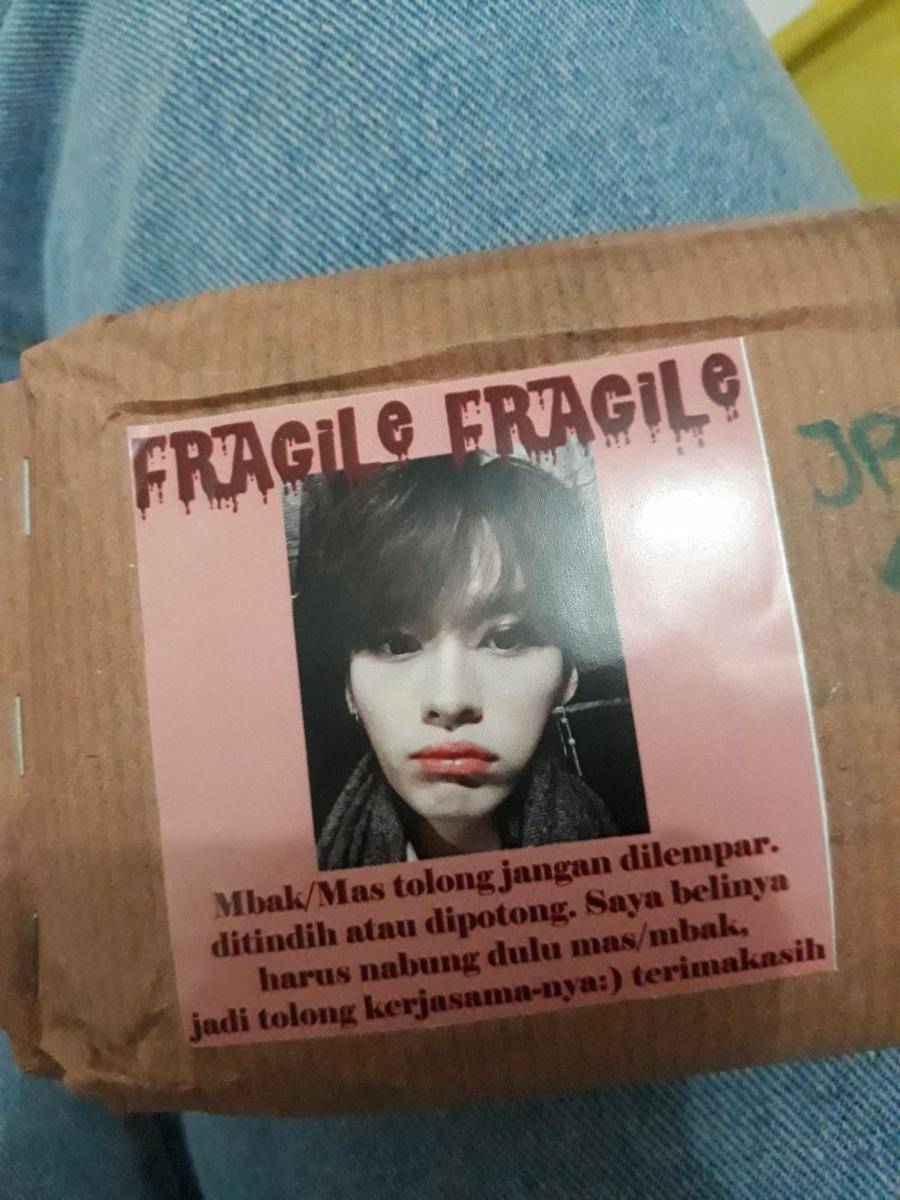 FRAGiLe FRAGiLe
JP
Mbak/Mas tolong jangan dilempar.
ditindih atau dipotong. Saya belinya
harus nabung dulu mas/mbak,
jadi tolong kerjasama-nya:) terimakasih